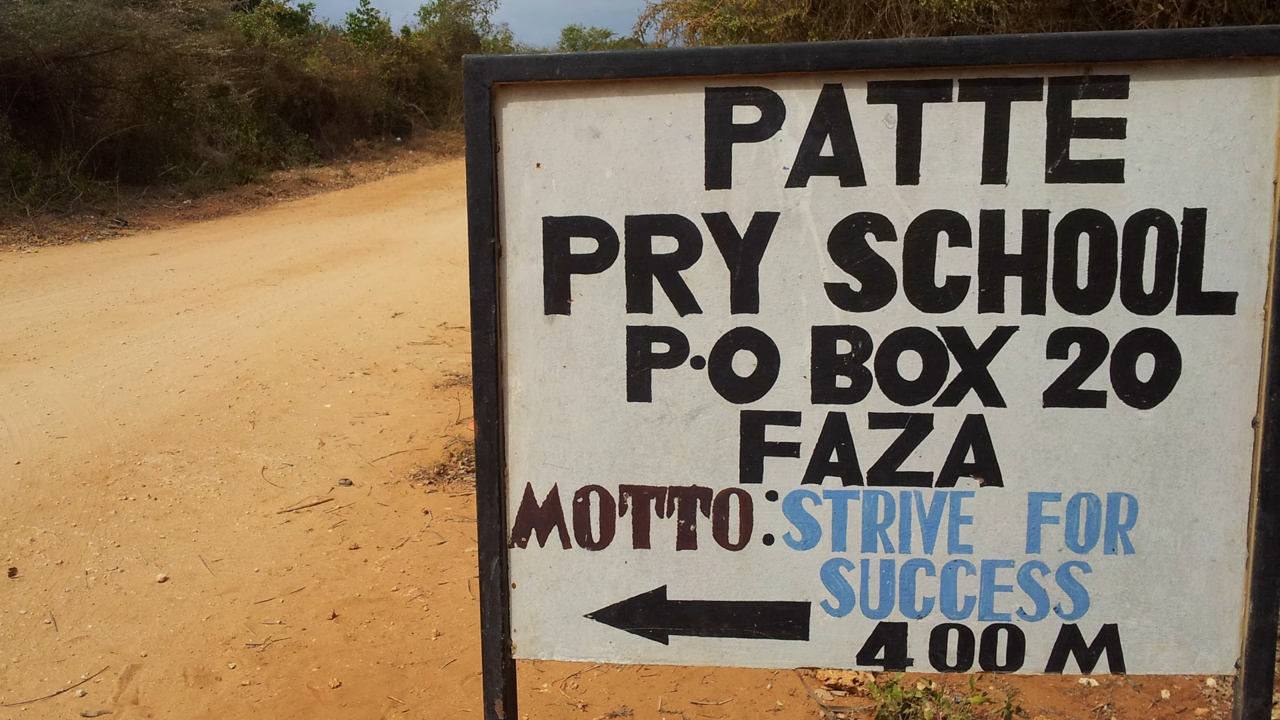 PATTE
PRY SCHOOL
P.O BOX 20
FAZA
MOTTO: STRIVE FOR
SUCCESS
400 M